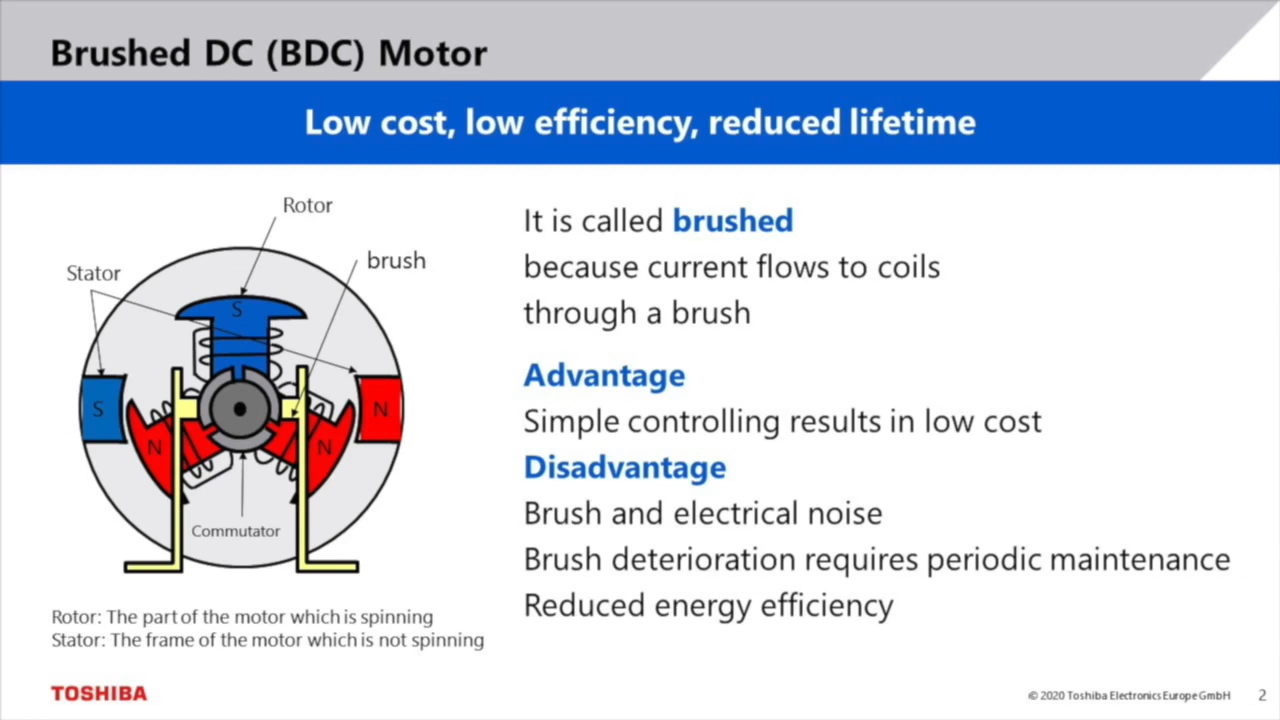 Brushed DC (BDC) Motor
Low cost, low efficiency, reduced lifetime
Rotor
brush
Stator
S
S
N
N
N
Commutator
Rotor: The part of the motor which is spinning
Stator: The frame of the motor which is not spinning
It is called brushed
because current flows to coils
through a brush
Advantage
Simple controlling results in low cost
Disadvantage
Brush and electrical noise
Brush deterioration requires periodic maintenance
Reduced energy efficiency
TOSHIBA
© 2020 Toshiba Electronics Europe GmbH 2